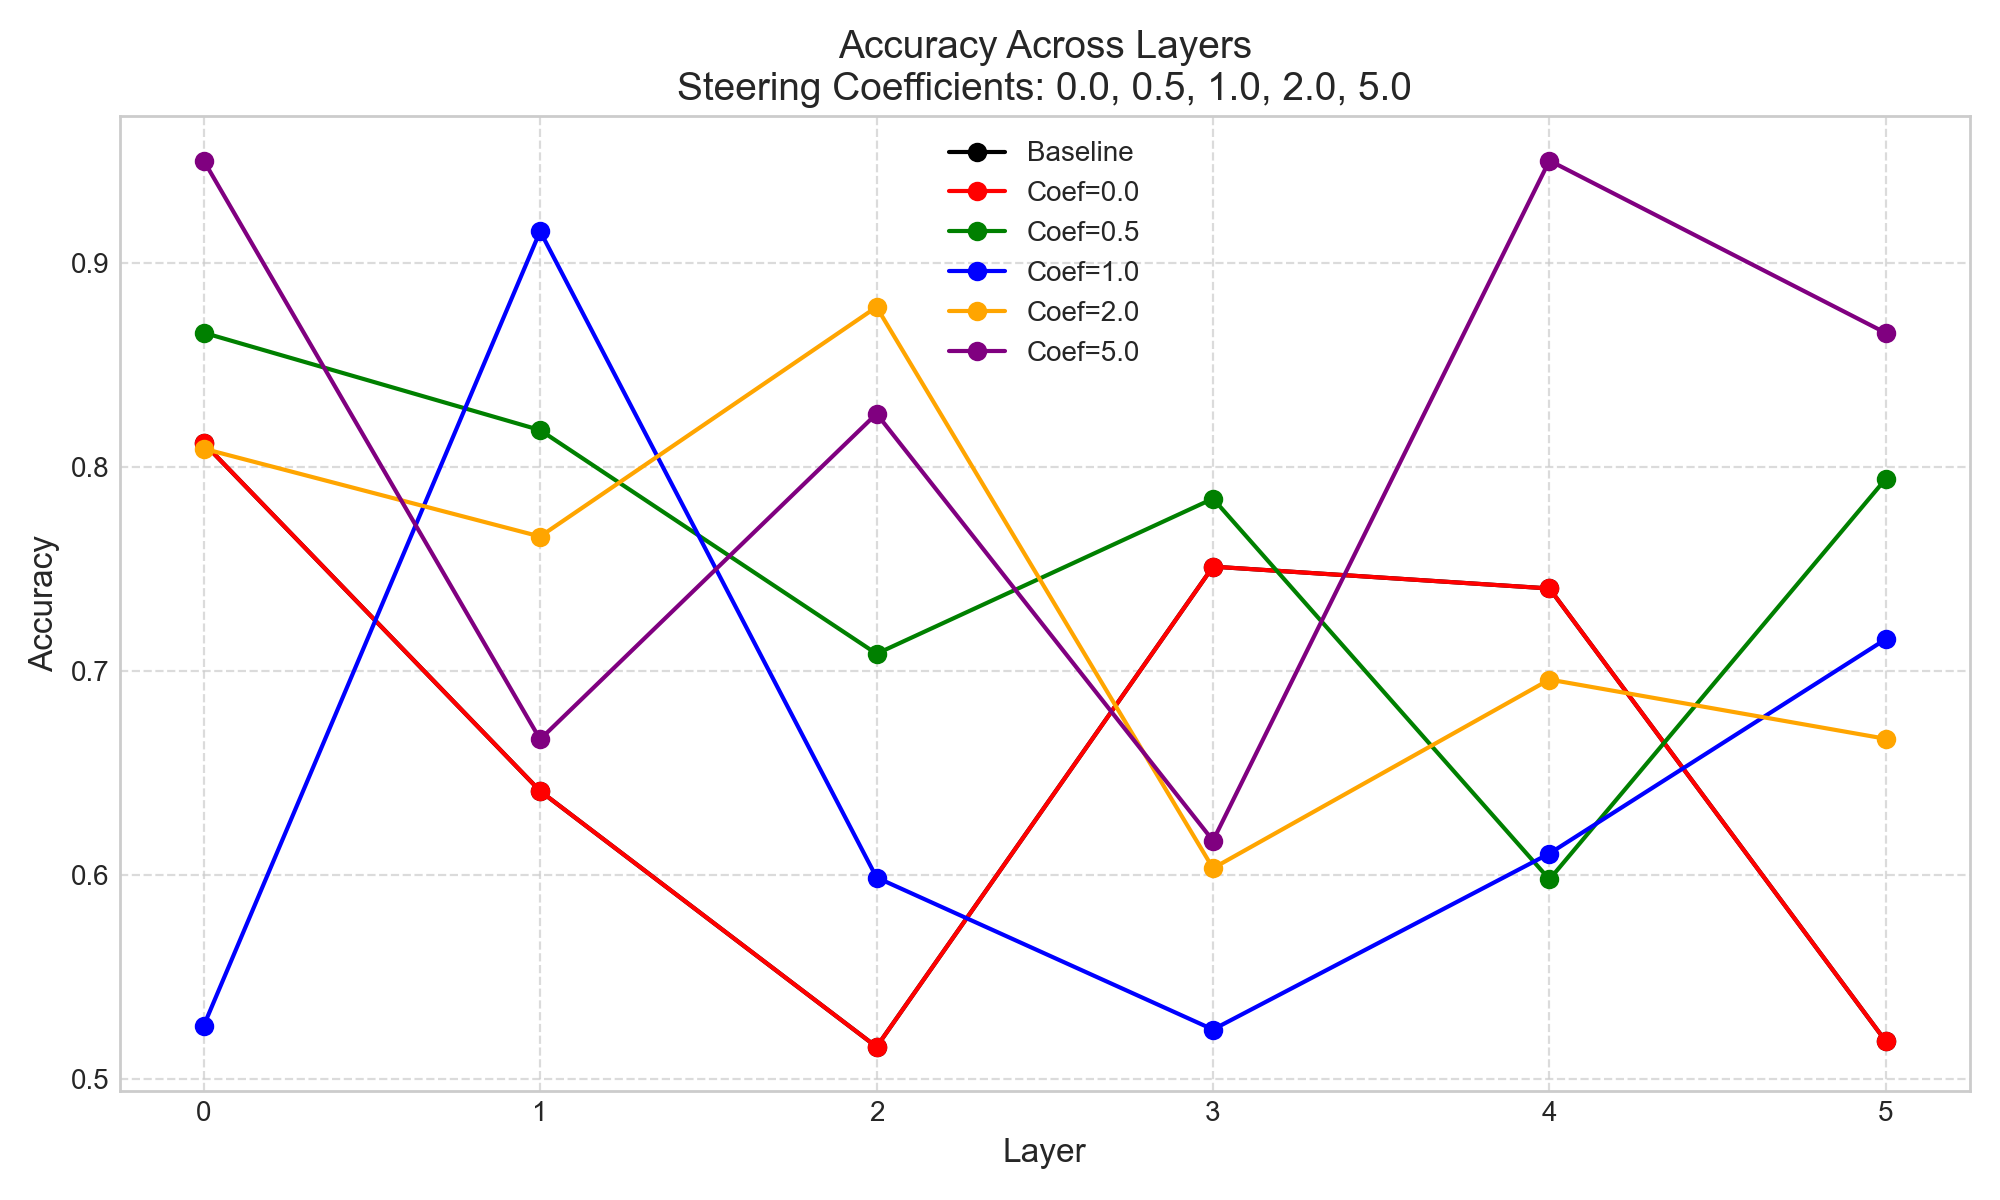 Accuracy Across Layers
Steering Coefficients: 0.0, 0.5, 1.0, 2.0, 5.0
Baseline
Coef=0.0
Coef=0.5
Coef=1.0
Coef=2.0
Coef=5.0
Accuracy
0.9
0.8
0.7
0.6
0.5
0 1 2 3 4 5
Layer